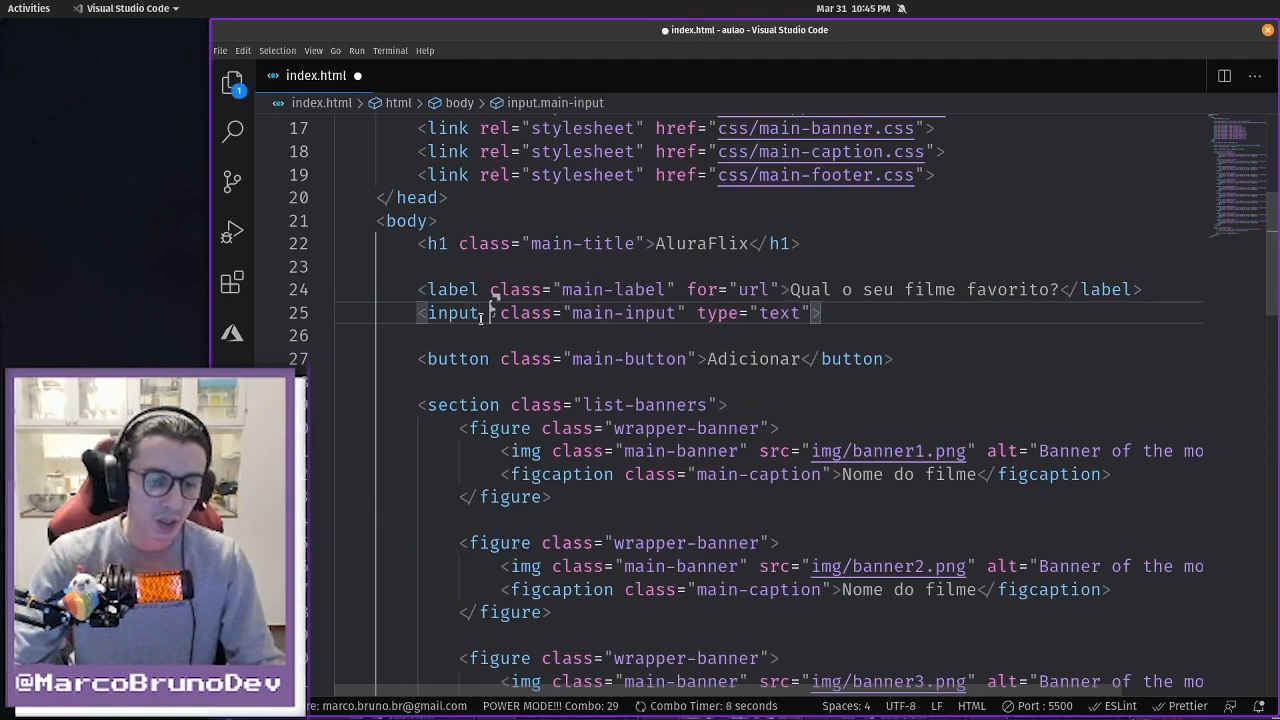 Activities Visual Studio Code Mar 31 10:45 PM
index.html - aulao - Visual Studio Code
File Edit Selection View Go Run Terminal Help
index.html
index.html > html > body > input.main-input
1
17 <link rel="stylesheet" href="css/main-banner.css">
18 <link rel="stylesheet" href="css/main-caption.css">
19 <link rel="stylesheet" href="css/main-footer.css">
20 </head>
21 <body>
22 <h1 class="main-title">AluraFlix</h1>
23
24 <label class="main-label" for="url">Qual o seu filme favorito?</label>
25 <input class="main-input" type="text">
26
27 <button class="main-button">Adicionar</button>
<section class="list-banners">
<figure class="wrapper-banner">
<img class="main-banner" src="img/banner1.png" alt="Banner of the mo
<figcaption class="main-caption">Nome do filme</figcaption>
</figure>
<figure class="wrapper-banner">
<img class="main-banner" src="img/banner2.png" alt="Banner of the mo
<figcaption class="main-caption">Nome do filme</figcaption>
</figure>
<figure class="wrapper-banner">
<img class="main-banner" src="img/banner3.png" alt="Banner of the mo
@MarcoBrunoDev
re: marco.bruno.br@gmail.com POWER MODE!!! Combo: 29 Combo Timer: 8 seconds Spaces: 4 UTF-8 LF HTML Port : 5500 ESLint Prettier